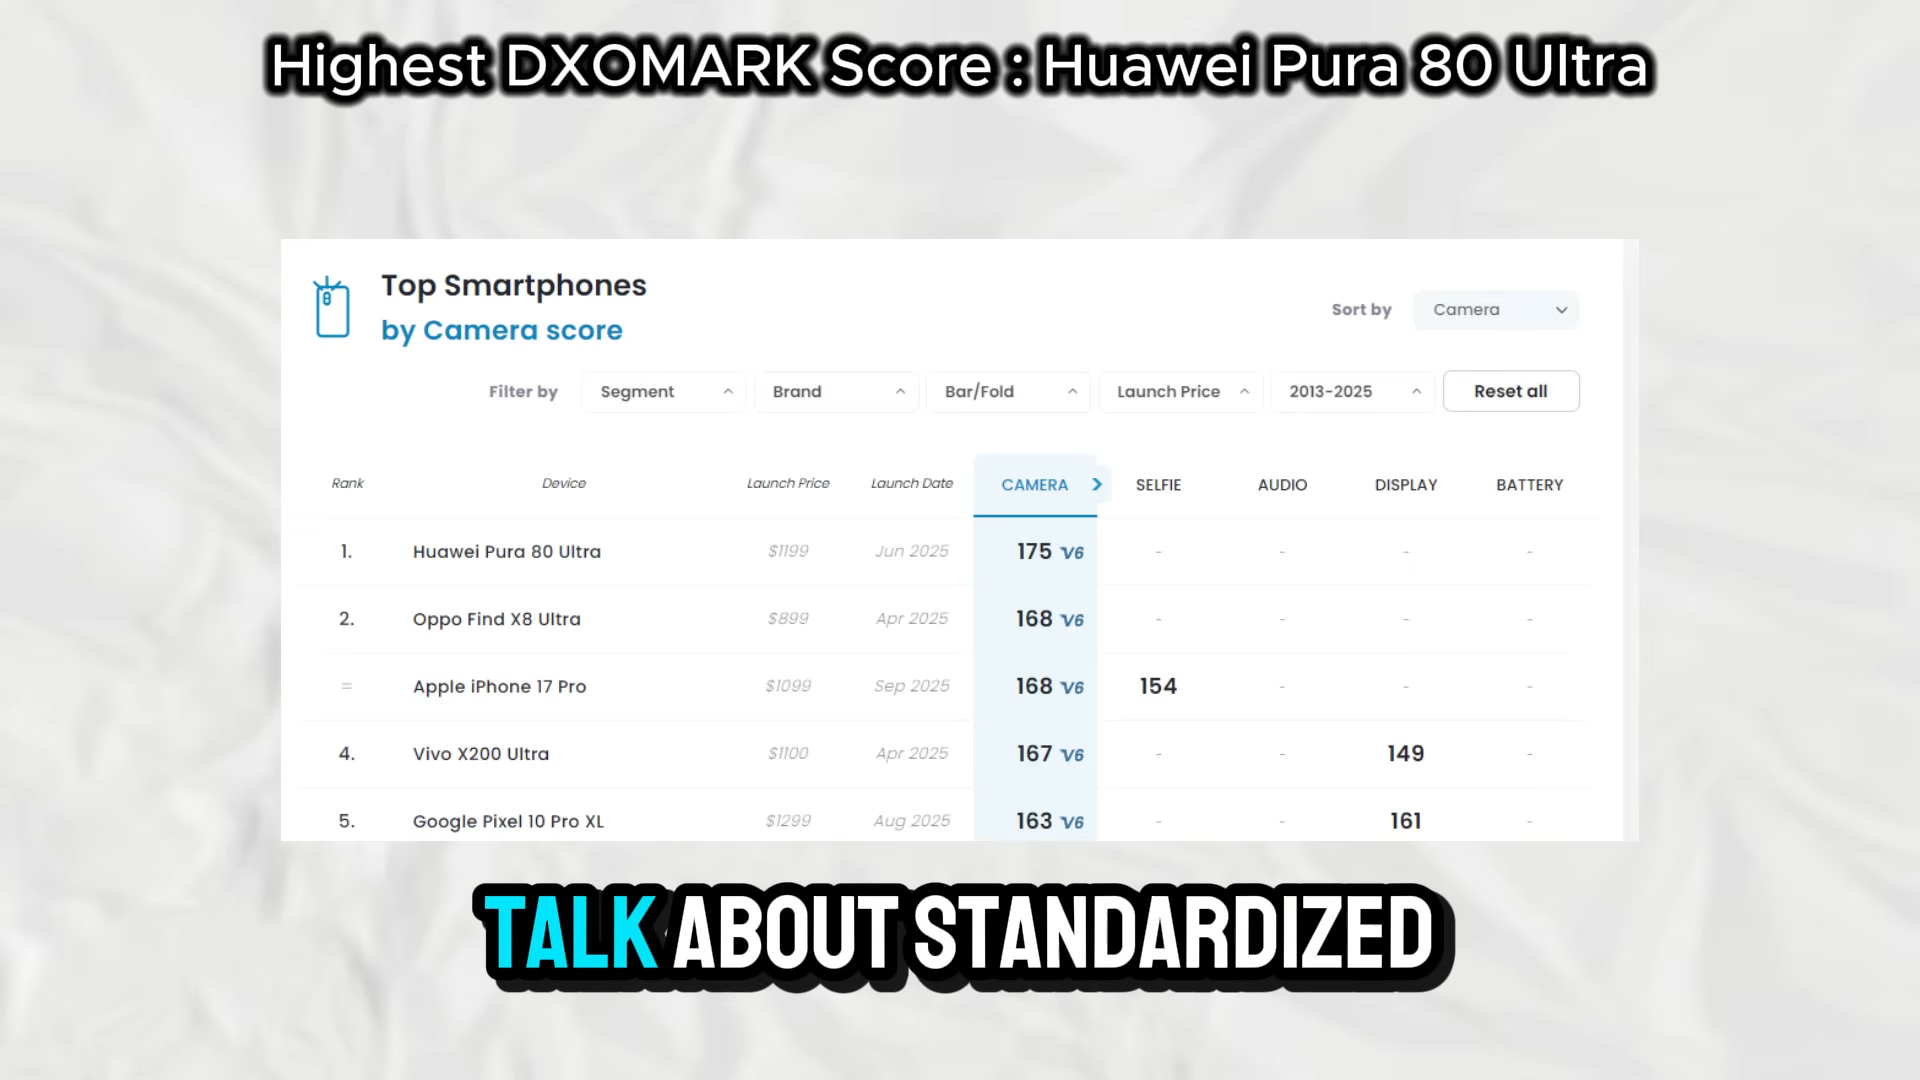 Highest DXOMARK Score : Huawei Pura 80 Ultra
Top Smartphones
by Camera score
Sort by Camera
Filter by Segment Brand Bar/Fold Launch Price 2013-2025 Reset all
Rank Device Launch Price Launch Date CAMERA SELFIE AUDIO DISPLAY BATTERY
1. Huawei Pura 80 Ultra $1199 Jun 2025 175 V6 - - - -
2. Oppo Find X8 Ultra $899 Apr 2025 168 V6 - - - -
= Apple iPhone 17 Pro $1099 Sep 2025 168 V6 154 - - -
4. Vivo X200 Ultra $1100 Apr 2025 167 V6 - - 149 -
5. Google Pixel 10 Pro XL $1299 Aug 2025 163 V6 - - 161 -
TALK ABOUT STANDARDIZED